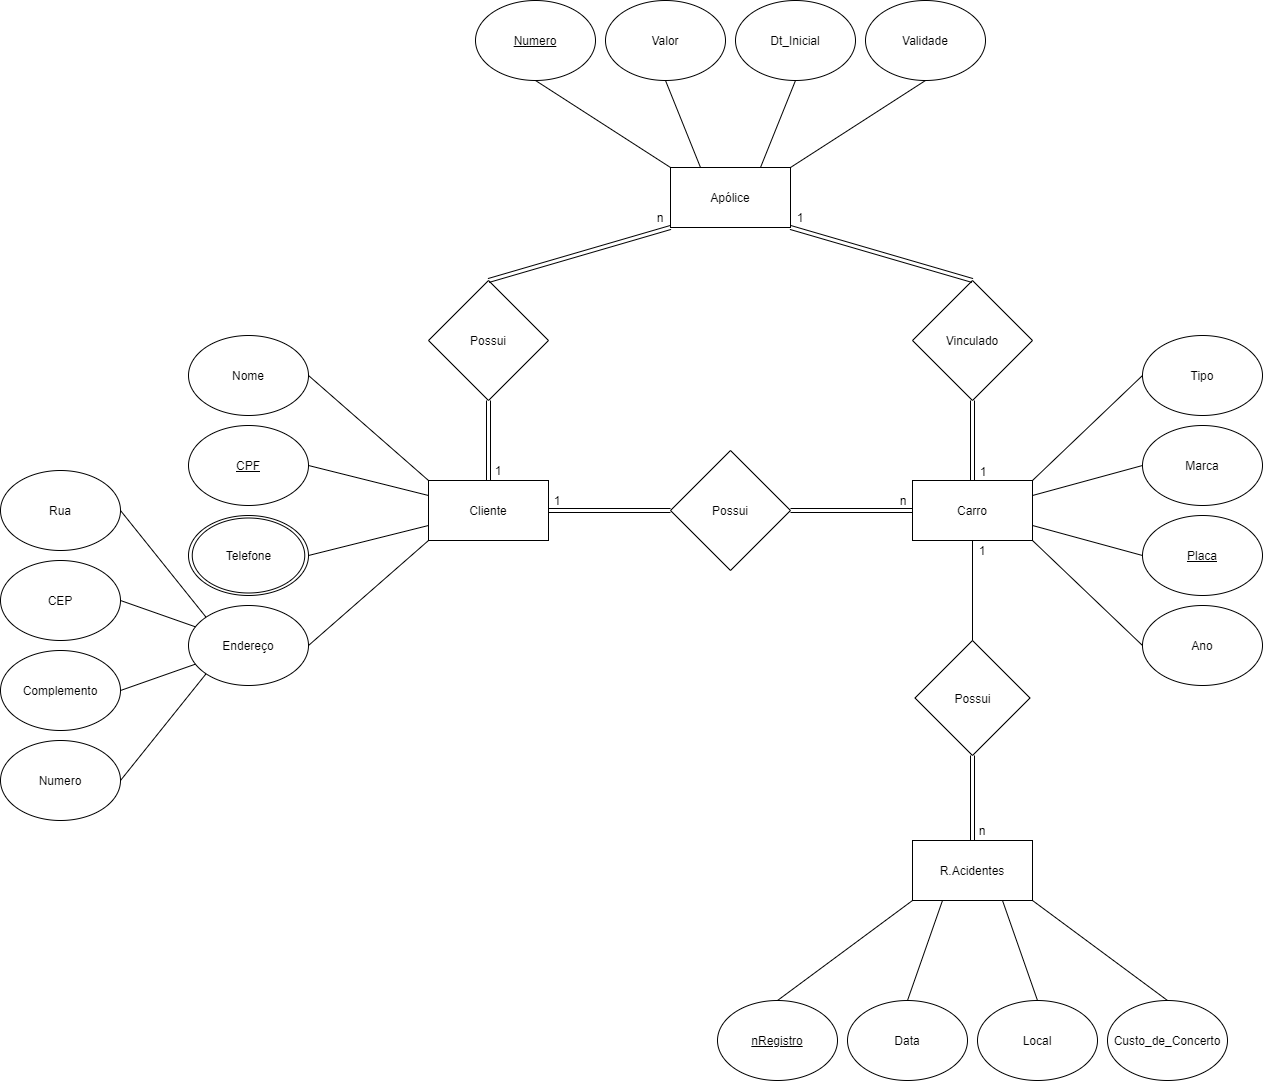 Numero
Valor
Dt_Inicial
Validade
Apólice
n
1
Possui
Vinculado
Nome
CPF
Telefone
Endereço
Rua
CEP
Complemento
Numero
1
Cliente
1
Possui
n
1
Carro
1
Tipo
Marca
Placa
Ano
Possui
n
R.Acidentes
nRegistro
Data
Local
Custo_de_Concerto